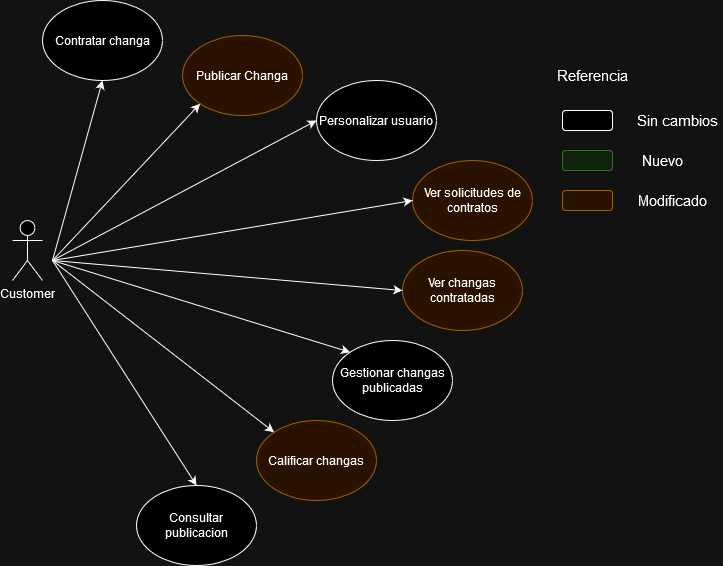 Contratar changa
Publicar Changa
Personalizar usuario
Ver solicitudes de
contratos
Ver changas
contratadas
Gestionar changas
publicadas
Calificar changas
Consultar
publicacion
Customer
Referencia
Sin cambios
Nuevo
Modificado